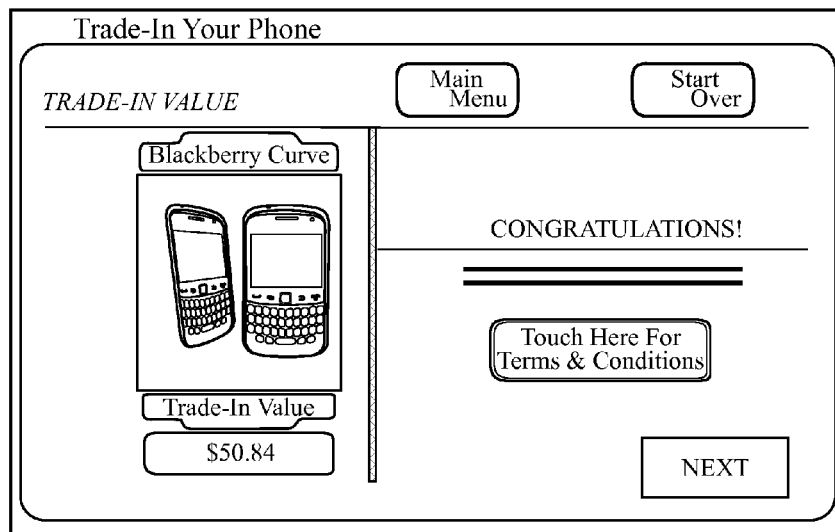 Trade-In Your Phone
TRADE-IN VALUE
Main
Menu
Start
Over
Blackberry Curve
CONGRATULATIONS!
Touch Here For
Terms & Conditions
Trade-In Value
$50.84
NEXT